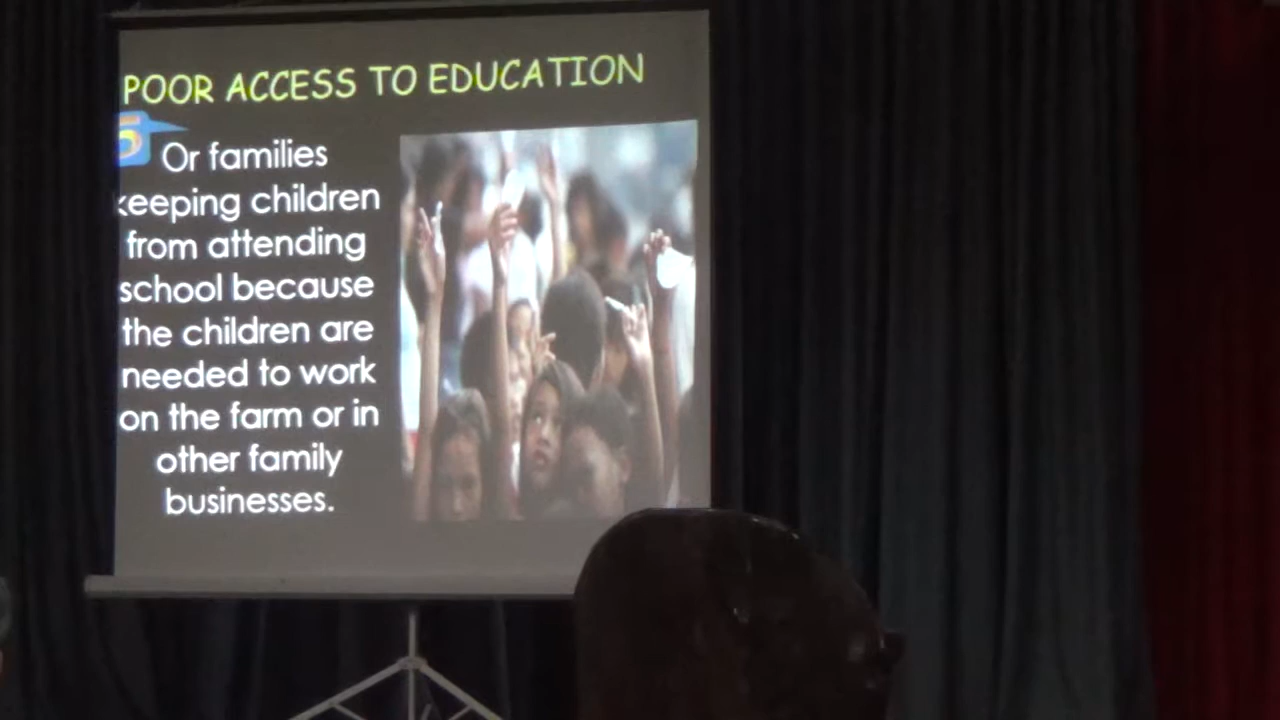 POOR ACCESS TO EDUCATION
5
Or families
keeping children
from attending
school because
the children are
needed to work
on the farm or in
other family
businesses.